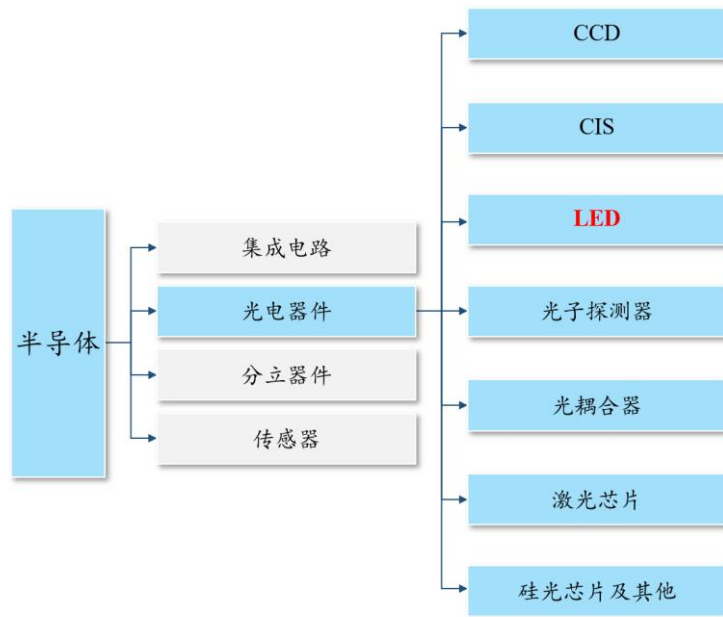 半导体
集成电路
光电器件
分立器件
传感器
CCD
CIS
LED
光子探测器
光耦合器
激光芯片
硅光芯片及其他